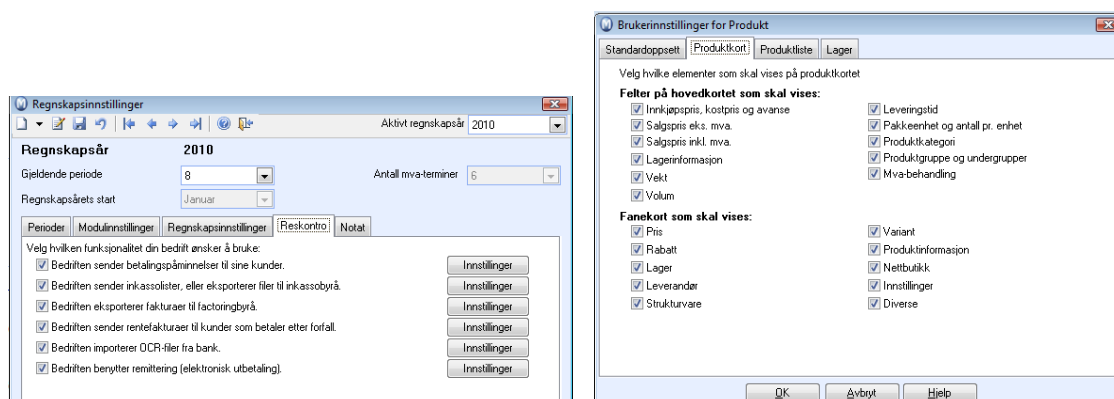 Regnskapsinnstillinger
Aktivt regnskapsår 2010
Regnskapsår 2010
Gjeldende periode 8 Antall mva-terminer 6
Regnskapsårets start Januar
Perioder Modulinnstillinger Regnskapsinnstillinger Reskontro Notat
Velg hvilken funksjonalitet din bedrift ønsker å bruke:
Bedriften sender betalingspåminnelser til sine kunder. Innstillinger
Bedriften sender inkassolister, eller eksporterer filer til inkassobyrå. Innstillinger
Bedriften eksporterer fakturaer til factoringbyrå. Innstillinger
Bedriften sender rentefakturaer til kunder som betaler etter forfall. Innstillinger
Bedriften importerer OCR-filer fra bank. Innstillinger
Bedriften benytter remittering (elektronisk utbetaling). Innstillinger
Brukerinnstillinger for Produkt
Standardoppsett Produktkort Produktliste Lager
Velg hvilke elementer som skal vises på produktkortet
Felter på hovedkortet som skal vises:
Innkjøpspris, kostpris og avanse Leveringstid
Salgspris eks. mva. Pakkeenhet og antall pr. enhet
Salgspris inkl. mva. Produktkategori
Lagerinformasjon Produktgruppe og undergrupper
Vekt Mva-behandling
Volum
Fanekort som skal vises:
Pris Variant
Rabatt Produktinformasjon
Lager Nettbutikk
Leverandør Innstillinger
Strukturvare Diverse
OK Avbryt Hjelp